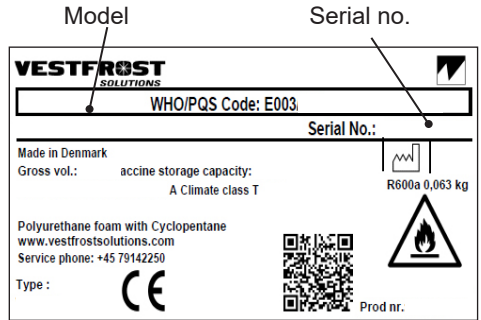 Model
Serial no.
VESTFROST
SOLUTIONS
WHO/PQS Code: E003/
Serial No.:
Made in Denmark
Gross vol.: accine storage capacity:
A Climate class T
R600a 0,063 kg
Polyurethane foam with Cyclopentane
www.vestfrostsolutions.com
Service phone: +45 79142250
Type :
CE
Prod nr.